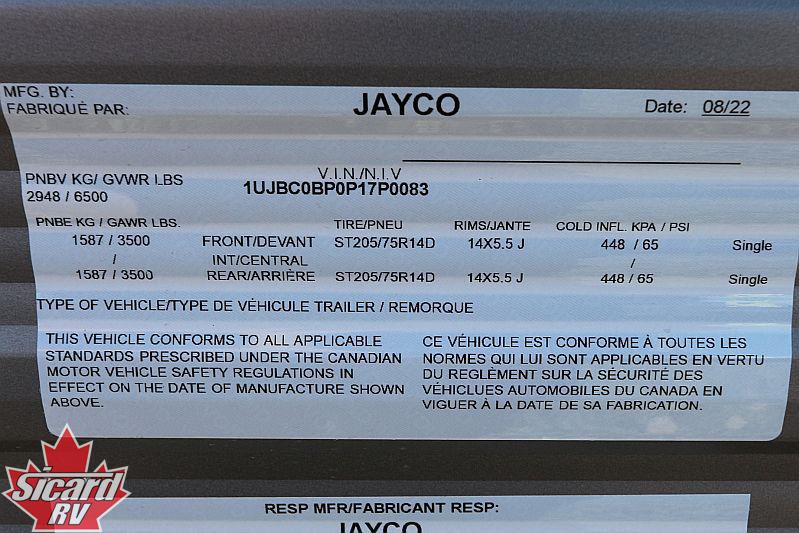 MFG. BY:
FABRIQUÉ PAR:
JAYCO
Date: 08/22
V.I.N./N.I.V
PNBV KG/ GVWR LBS
1UJBC0BP0P17P0083
2948 / 6500
PNBE KG / GAWR LBS. TIRE/PNEU RIMS/JANTE COLD INFL. KPA / PSI
1587 / 3500 FRONT/DEVANT ST205/75R14D 14X5.5 J 448 / 65 Single
/ INT/CENTRAL /
1587 / 3500 REAR/ARRIÈRE ST205/75R14D 14X5.5 J 448 / 65 Single
TYPE OF VEHICLE/TYPE DE VÉHICULE TRAILER / REMORQUE
THIS VEHICLE CONFORMS TO ALL APPLICABLE
STANDARDS PRESCRIBED UNDER THE CANADIAN
MOTOR VEHICLE SAFETY REGULATIONS IN
EFFECT ON THE DATE OF MANUFACTURE SHOWN
ABOVE.
CE VÉHICULE EST CONFORME À TOUTES LES
NORMES QUI LUI SONT APPLICABLES EN VERTU
DU REGLEMENT SUR LA SÉCURITÉ DES
VÉHICLUES AUTOMOBILES DU CANADA EN
VIGUER À LA DATE DE SA FABRICATION.
Sicard
RV
RESP MFR/FABRICANT RESP:
JAYCO